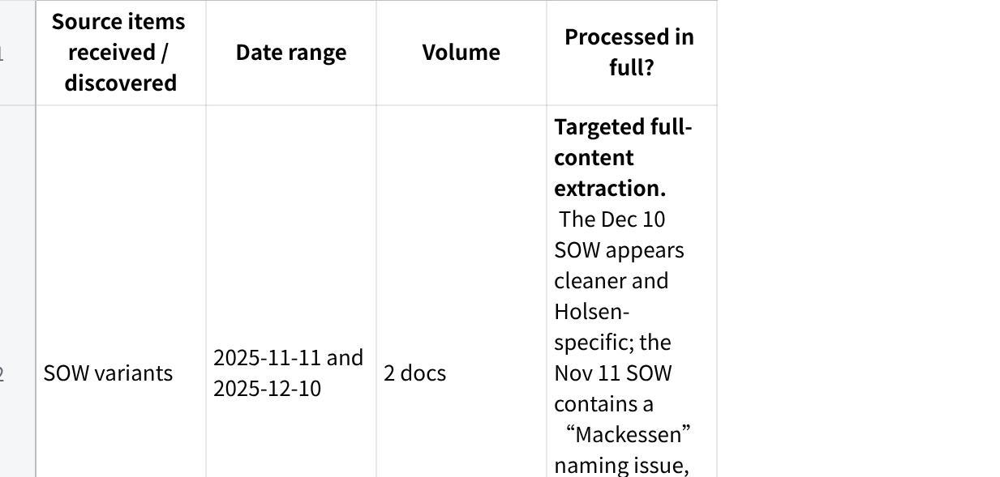 1
Source items
received /
discovered
Date range
Volume
Processed in
full?
2
SOW variants
2025-11-11 and
2025-12-10
2 docs
Targeted full-
content
extraction.
The Dec 10
SOW appears
cleaner and
Holsen-
specific; the
Nov 11 SOW
contains a
“Mackessen”
naming issue,